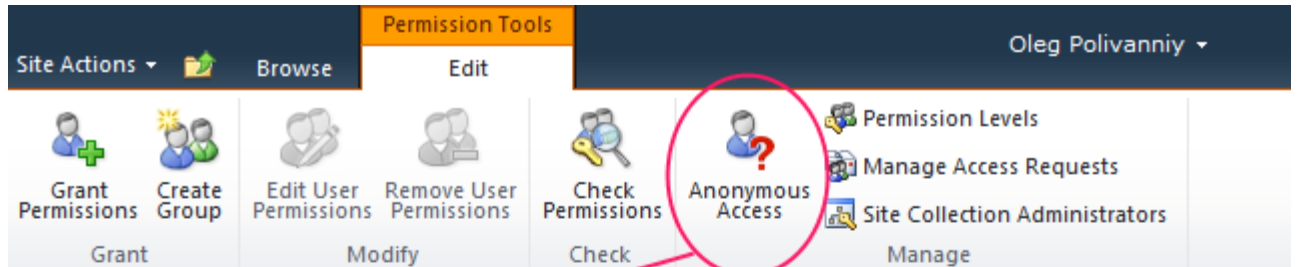 Permission Tools
Oleg Polivanniy
Site Actions
Browse
Edit
Grant
Permissions
Create
Group
Edit User
Permissions
Remove User
Permissions
Check
Permissions
Anonymous
Access
Permission Levels
Manage Access Requests
Site Collection Administrators
Grant
Modify
Check
Manage